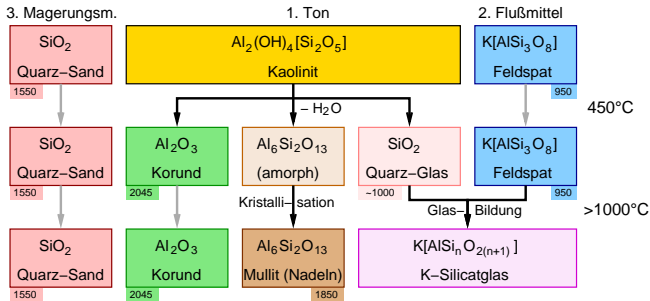 3. Magerungsm.
1. Ton
2. Flußmittel
SiO2
Quarz–Sand
1550
Al2(OH)4[Si2O5]
Kaolinit
K[AlSi3O8]
Feldspat
950
– H2O
450°C
SiO2
Quarz–Sand
1550
Al2O3
Korund
2045
Al6Si2O13
(amorph)
SiO2
Quarz–Glas
~1000
K[AlSi3O8]
Feldspat
950
Kristalli– sation
Glas– Bildung
>1000°C
SiO2
Quarz–Sand
1550
Al2O3
Korund
2045
Al6Si2O13
Mullit (Nadeln)
1850
K[AlSinO2(n+1)]
K–Silicatglas